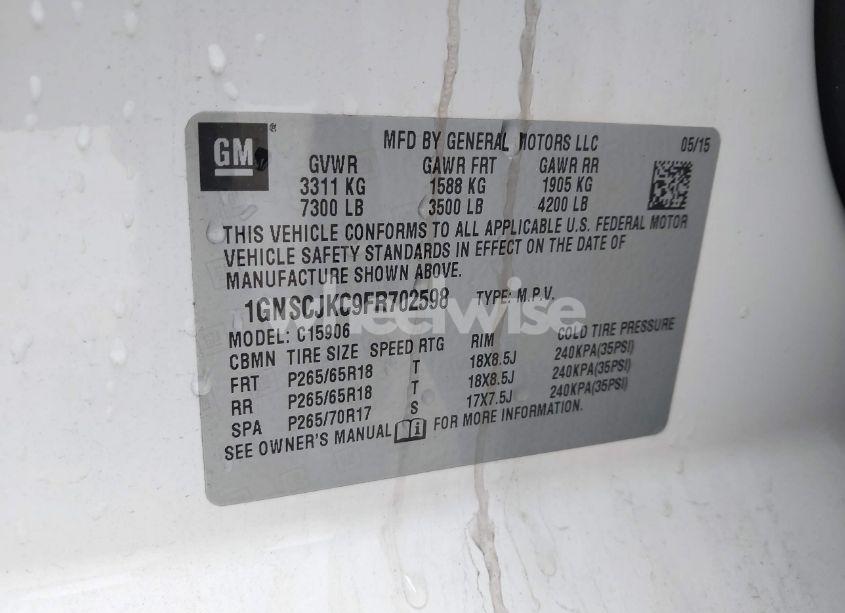 GM ®
MFD BY GENERAL MOTORS LLC 05/15
GVWR GAWR FRT GAWR RR
3311 KG 1588 KG 1905 KG
7300 LB 3500 LB 4200 LB
THIS VEHICLE CONFORMS TO ALL APPLICABLE U.S. FEDERAL MOTOR
VEHICLE SAFETY STANDARDS IN EFFECT ON THE DATE OF
MANUFACTURE SHOWN ABOVE.
1GNSCJKC9FR702598 TYPE: M.P.V.
wheelwise
MODEL: C15906
CBMN TIRE SIZE SPEED RTG RIM COLD TIRE PRESSURE
FRT P265/65R18 T 18X8.5J 240KPA(35PSI)
RR P265/65R18 T 18X8.5J 240KPA(35PSI)
SPA P265/70R17 S 17X7.5J 240KPA(35PSI)
SEE OWNER'S MANUAL i FOR MORE INFORMATION.